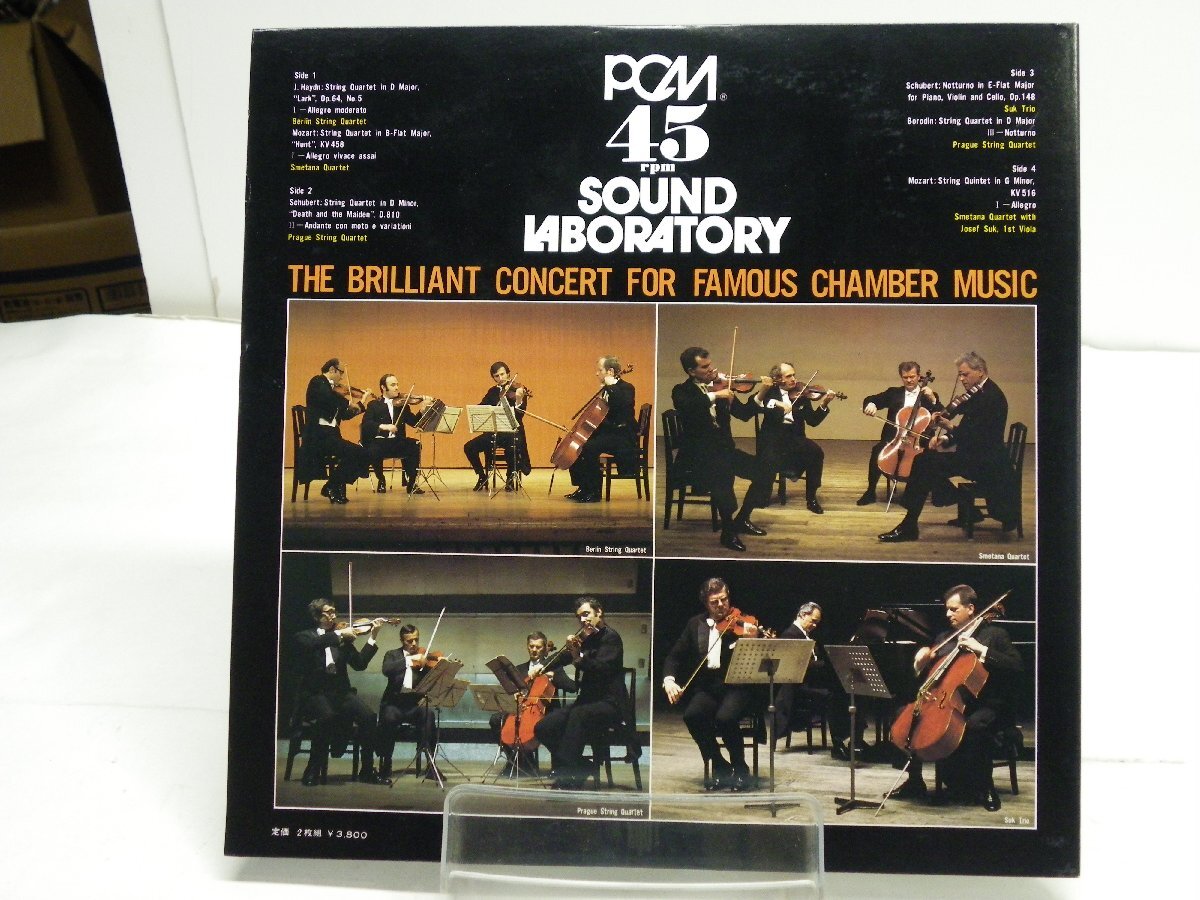 Side 1
J. Haydn: String Quartet in D Major,
"Lark", Op.64, No.5
I—Allegro moderato
Berlin String Quartet
Mozart: String Quartet in B-Flat Major,
"Hunt", KV 458
I—Allegro vivace assai
Smetana Quartet
Side 2
Schubert: String Quartet in D Minor,
"Death and the Maiden", D.810
II—Andante con moto e variationi
Prague String Quartet
PCM®
45
rpm
SOUND
LABORATORY
Side 3
Schubert: Notturno in E-Flat Major
for Piano, Violin and Cello, Op.148
Suk Trio
Borodin: String Quartet in D Major
III—Notturno
Prague String Quartet
Side 4
Mozart: String Quintet in G Minor,
KV 516
I—Allegro
Smetana Quartet with
Josef Suk, 1st Viola
THE BRILLIANT CONCERT FOR FAMOUS CHAMBER MUSIC
Berlin String Quartet
Smetana Quartet
Prague String Quartet
Suk Trio
定価 2枚組 ¥3,800